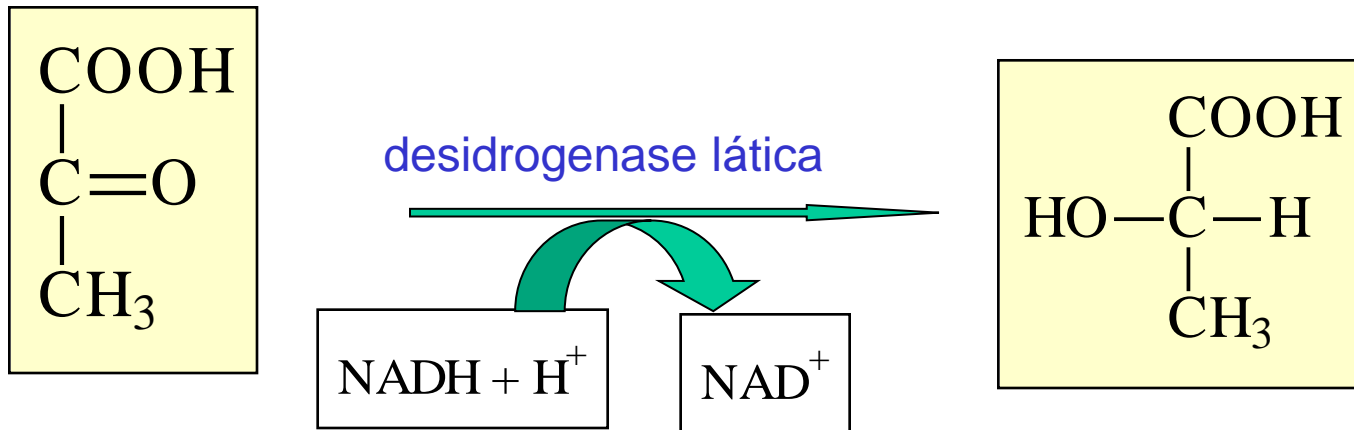 COOH
C=O
CH₃
desidrogenase lática
NADH + H⁺
NAD⁺
COOH
HO—C—H
CH₃